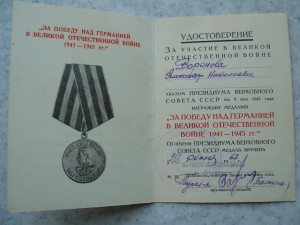 „ЗА ПОБЕДУ НАД ГЕРМАНИЕЙ
В ВЕЛИКОЙ ОТЕЧЕСТВЕННОЙ ВОЙНЕ
1941—1945 гг."
УДОСТОВЕРЕНИЕ
ЗА УЧАСТИЕ В ВЕЛИКОЙ
ОТЕЧЕСТВЕННОЙ ВОЙНЕ
Воронова
Николаевна
УКАЗОМ ПРЕЗИДИУМА ВЕРХОВНОГО
СОВЕТА СССР от 9 мая 1945 года
НАГРАЖДЕН МЕДАЛЬЮ
„ЗА ПОБЕДУ НАД ГЕРМАНИЕЙ
В ВЕЛИКОЙ ОТЕЧЕСТВЕННОЙ
ВОЙНЕ 1941—1945 гг."
ОТ ИМЕНИ ПРЕЗИДИУМА ВЕРХОВНОГО
СОВЕТА СССР МЕДАЛЬ ВРУЧЕНА